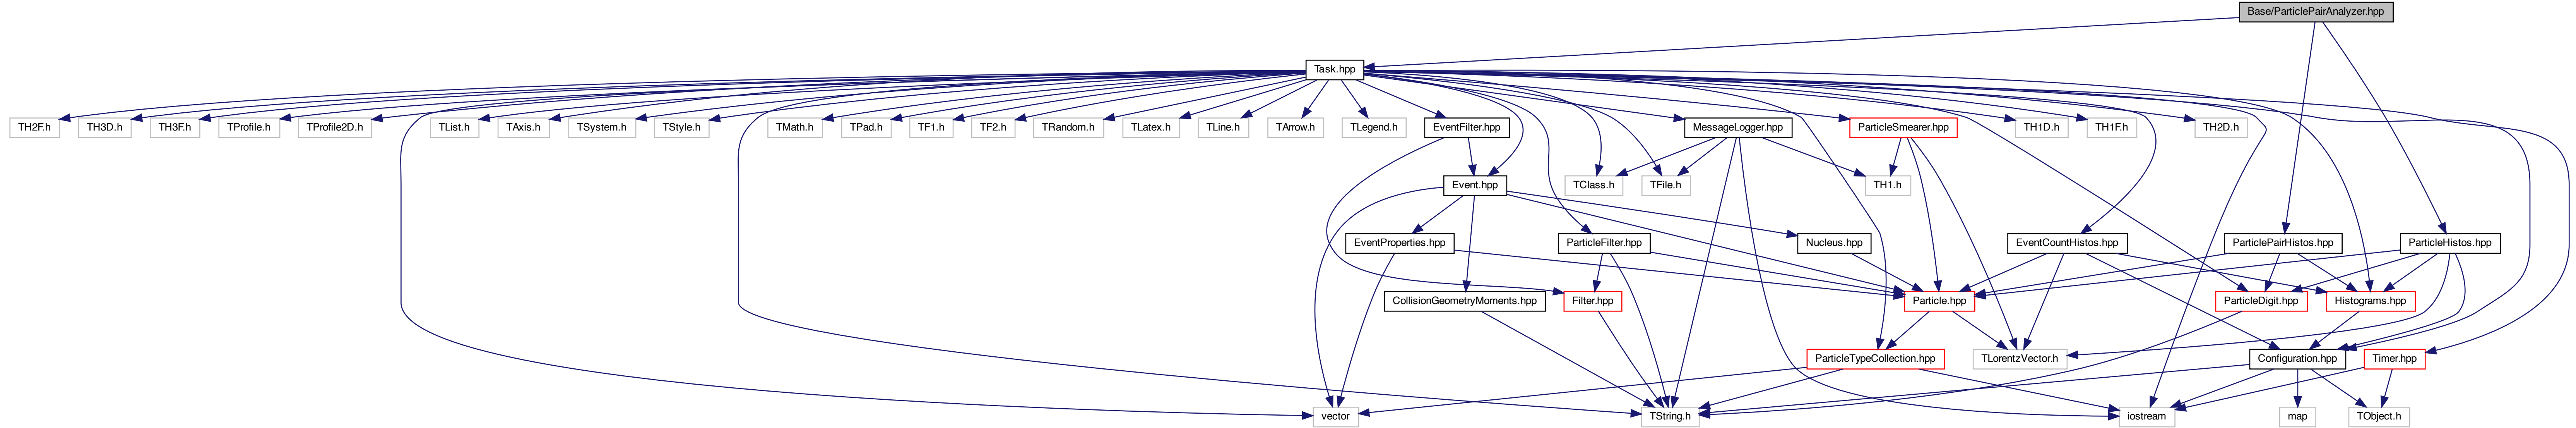 Base/ParticlePairAnalyzer.hpp
Task.hpp
TH2F.h
TH3D.h
TH3F.h
TProfile.h
TProfile2D.h
TList.h
TAxis.h
TSystem.h
TStyle.h
TMath.h
TPad.h
TF1.h
TF2.h
TRandom.h
TLatex.h
TLine.h
TArrow.h
TLegend.h
EventFilter.hpp
MessageLogger.hpp
ParticleSmearer.hpp
TH1D.h
TH1F.h
TH2D.h
Event.hpp
TClass.h
TFile.h
TH1.h
EventProperties.hpp
ParticleFilter.hpp
Nucleus.hpp
EventCountHistos.hpp
ParticlePairHistos.hpp
ParticleHistos.hpp
CollisionGeometryMoments.hpp
Filter.hpp
Particle.hpp
ParticleDigit.hpp
Histograms.hpp
ParticleTypeCollection.hpp
TLorentzVector.h
Configuration.hpp
Timer.hpp
vector
TString.h
iostream
map
TObject.h